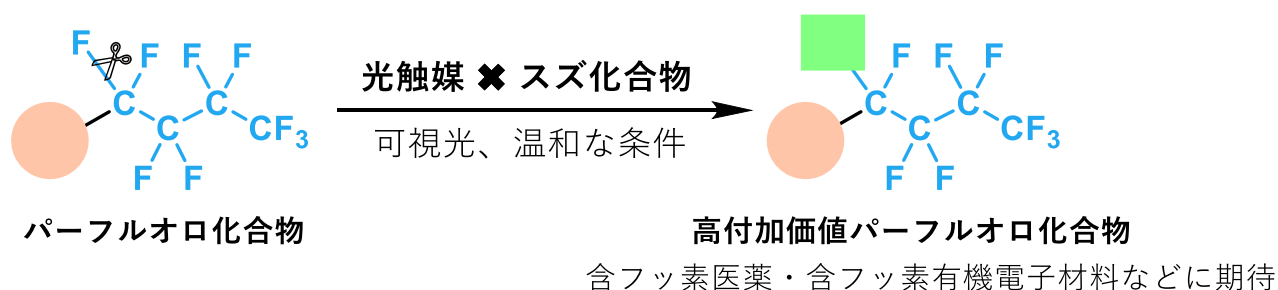 F F F F
C C
C CF3
F F
光触媒 ✖ スズ化合物
可視光、温和な条件
F F F
C C
C CF3
F F
パーフルオロ化合物
高付加価値パーフルオロ化合物
含フッ素医薬・含フッ素有機電子材料などに期待